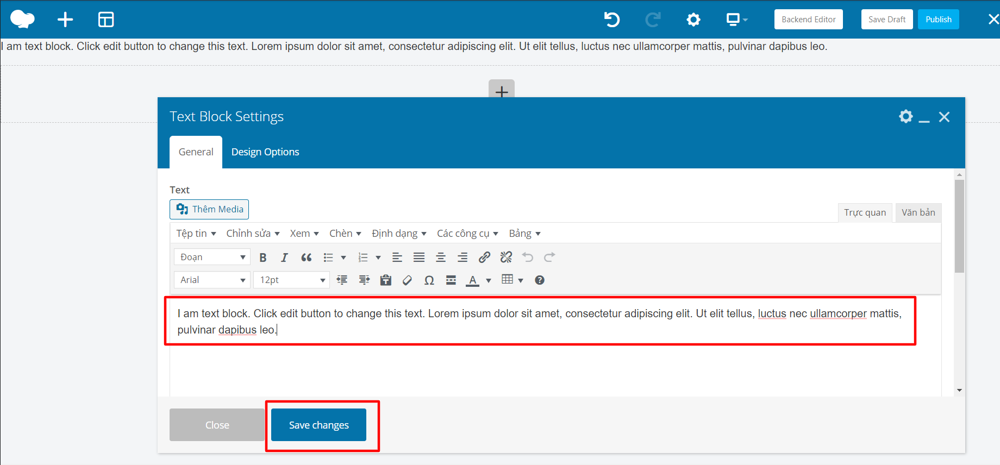 Backend Editor Save Draft Publish
I am text block. Click edit button to change this text. Lorem ipsum dolor sit amet, consectetur adipiscing elit. Ut elit tellus, luctus nec ullamcorper mattis, pulvinar dapibus leo.
Text Block Settings
General Design Options
Text
Thêm Media
Trực quan Văn bản
Tệp tin Chỉnh sửa Xem Chèn Định dạng Các công cụ Bảng
Đoạn
Arial 12pt
I am text block. Click edit button to change this text. Lorem ipsum dolor sit amet, consectetur adipiscing elit. Ut elit tellus, luctus nec ullamcorper mattis,
pulvinar dapibus leo.
Close Save changes